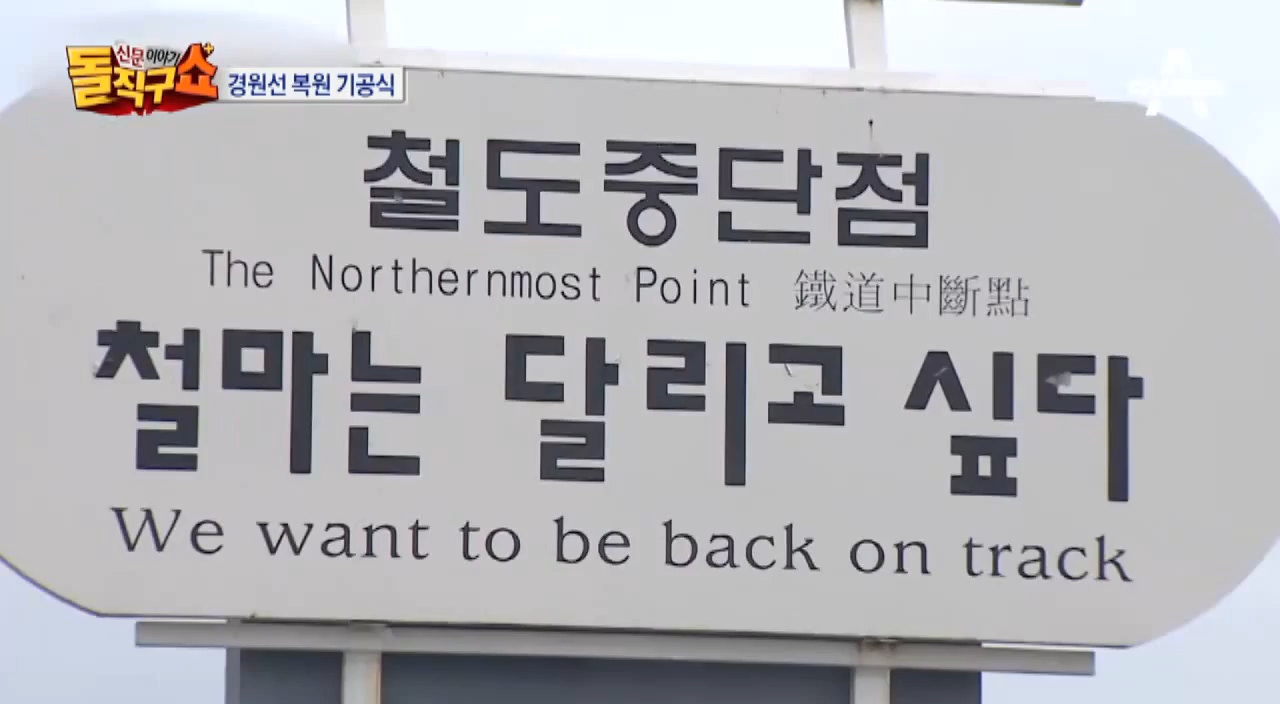 신문이야기
돌직구쇼+
경원선 복원 기공식
철도중단점
The Northernmost Point 鐵道中斷點
철마는 달리고 싶다
We want to be back on track